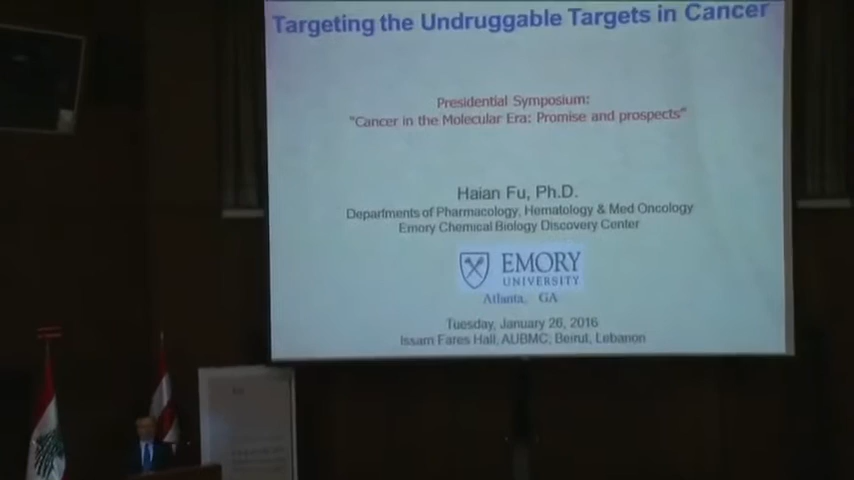 Targeting the Undruggable Targets in Cancer
Presidential Symposium:
"Cancer in the Molecular Era: Promise and prospects"
Haian Fu, Ph.D.
Departments of Pharmacology, Hematology & Med Oncology
Emory Chemical Biology Discovery Center
EMORY
UNIVERSITY
Atlanta, GA
Tuesday, January 26, 2016
Issam Fares Hall, AUBMC, Beirut, Lebanon